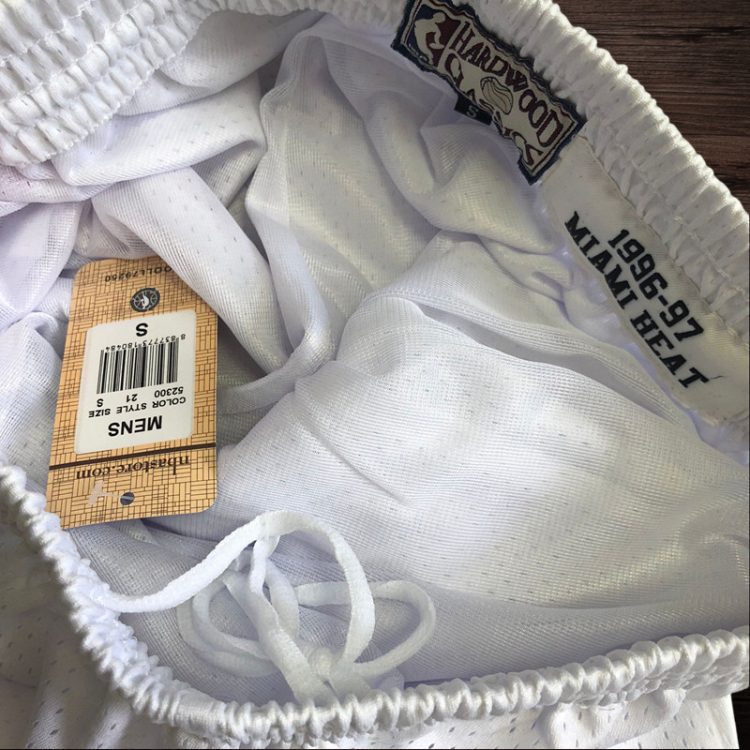 HARDWOOD
CLASSICS
S
1996-97
MIAMI HEAT
nbastore.com
MENS
COLOR STYLE SIZE
52300 21 S
S